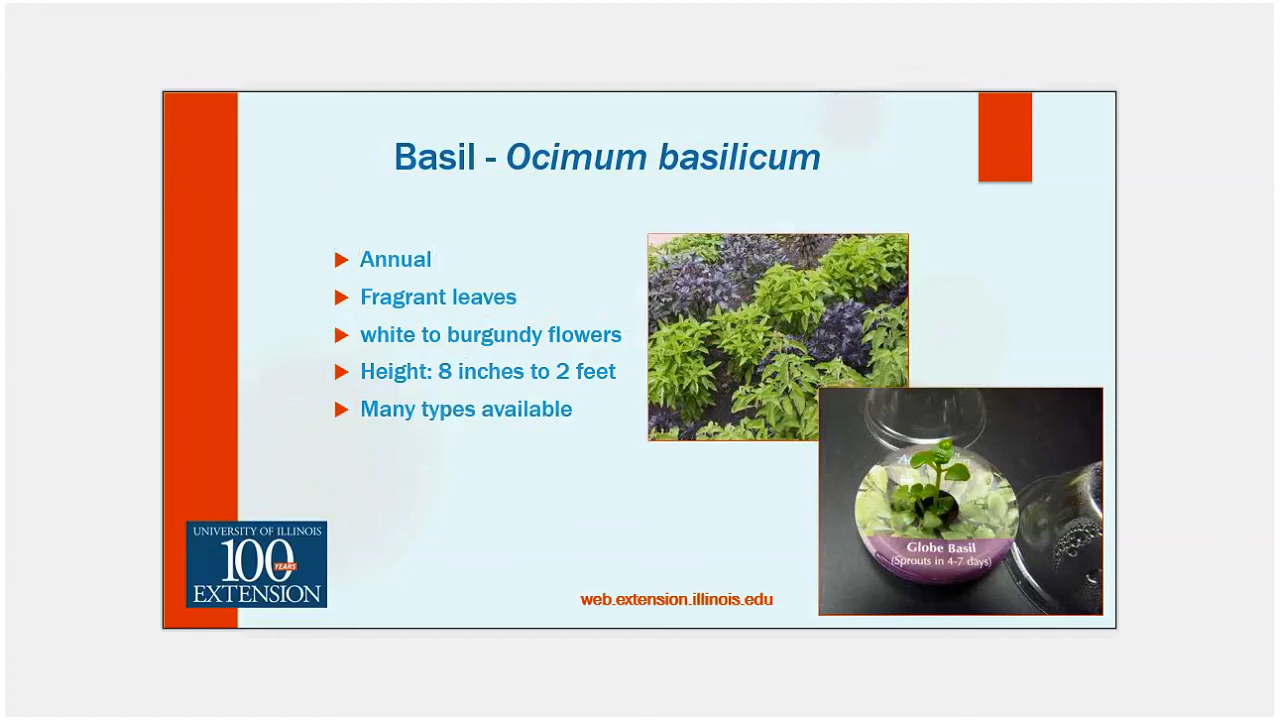 Basil - Ocimum basilicum
Annual
Fragrant leaves
white to burgundy flowers
Height: 8 inches to 2 feet
Many types available
Globe Basil
(Sprouts in 4-7 days)
UNIVERSITY OF ILLINOIS
100 YEARS
EXTENSION
web.extension.illinois.edu